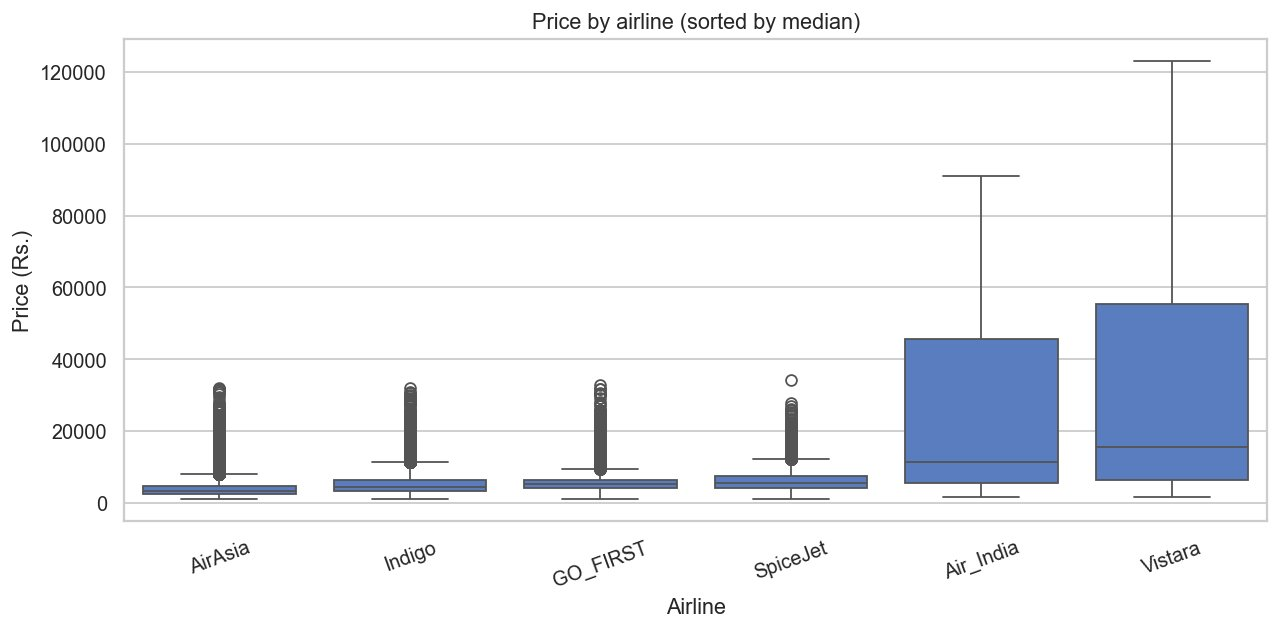 Price by airline (sorted by median)
Price (Rs.)
120000
100000
80000
60000
40000
20000
0
AirAsia
Indigo
GO_FIRST
SpiceJet
Air_India
Vistara
Airline